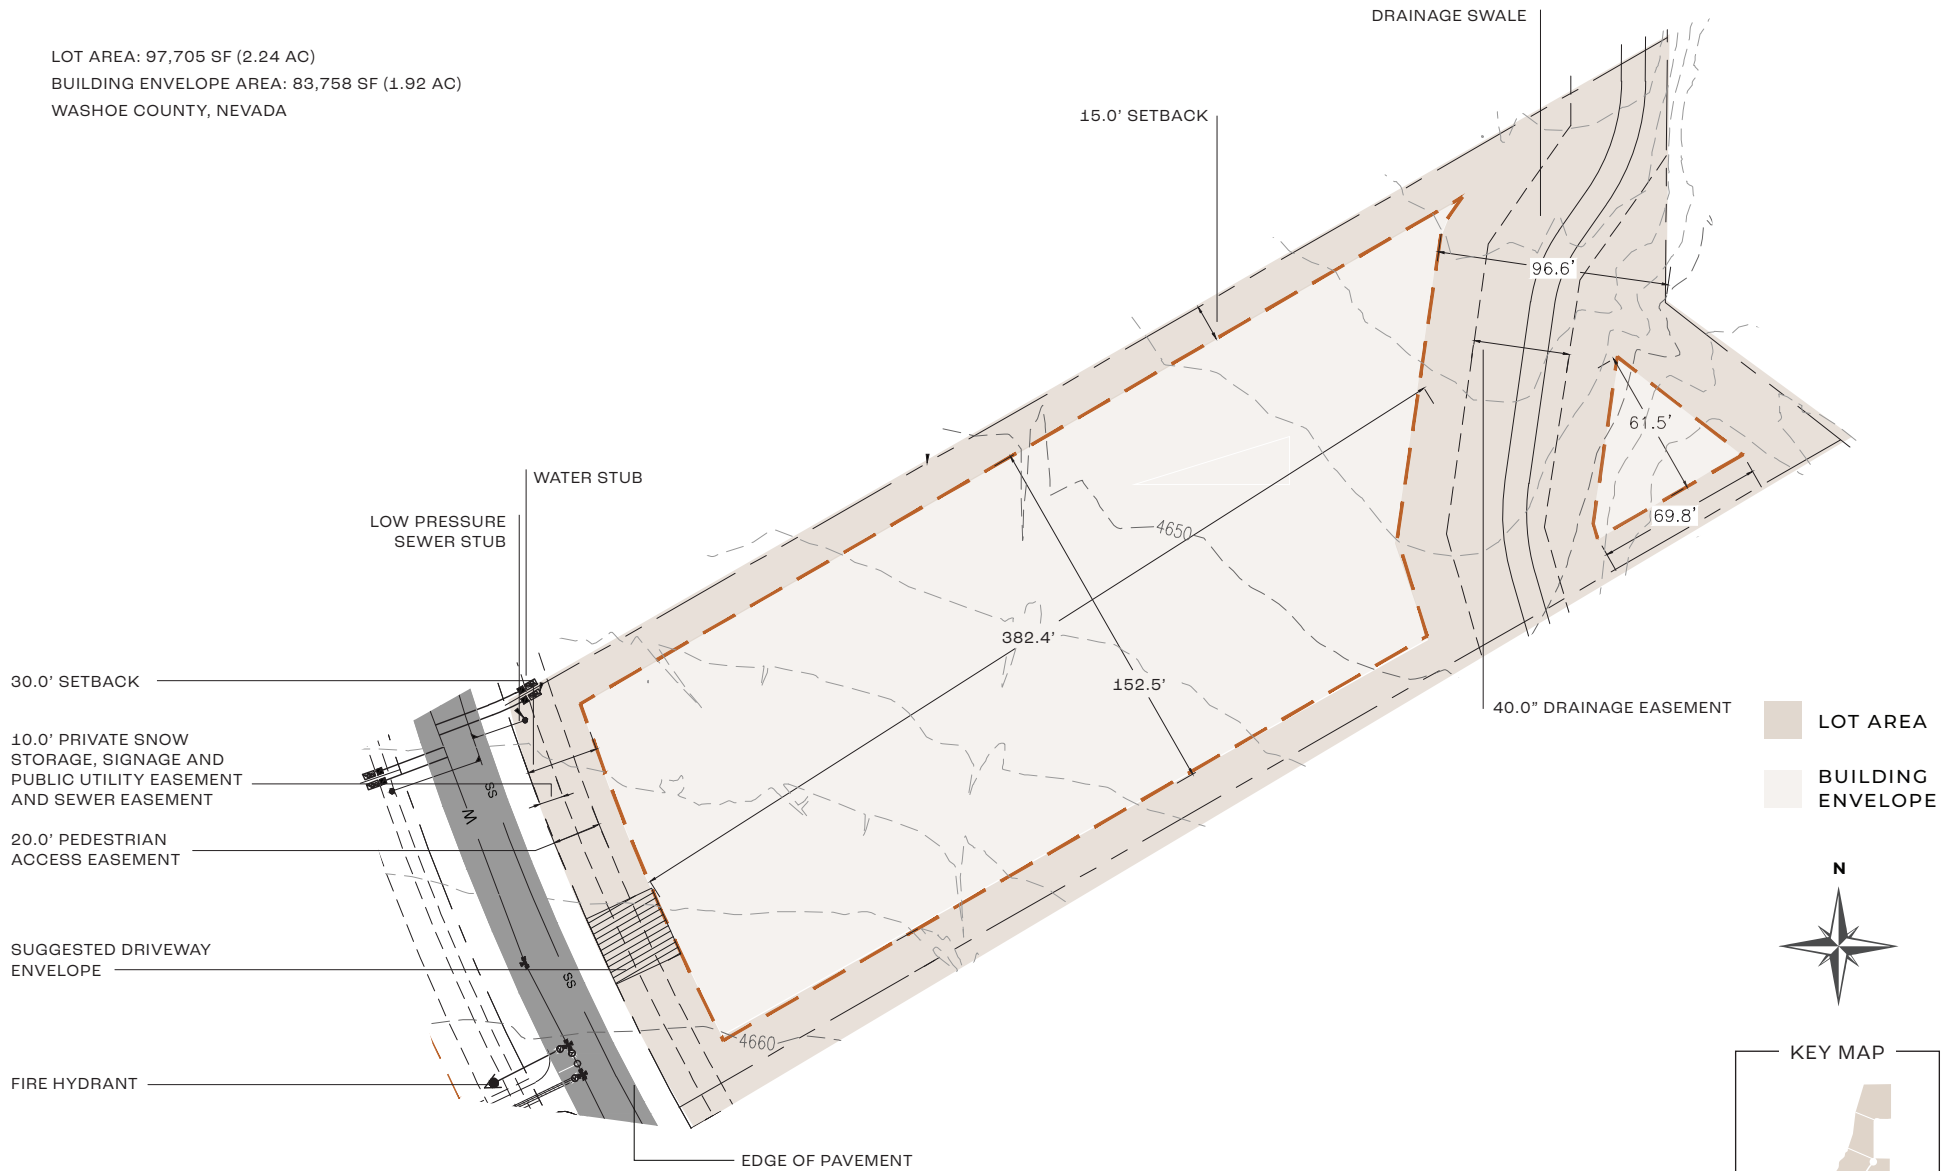 DRAINAGE SWALE
LOT AREA: 97,705 SF (2.24 AC)
BUILDING ENVELOPE AREA: 83,758 SF (1.92 AC)
WASHOE COUNTY, NEVADA
15.0' SETBACK
96.6'
61.5'
69.8'
WATER STUB
LOW PRESSURE
SEWER STUB
4650
382.4'
152.5'
30.0' SETBACK
10.0' PRIVATE SNOW
STORAGE, SIGNAGE AND
PUBLIC UTILITY EASEMENT
AND SEWER EASEMENT
20.0' PEDESTRIAN
ACCESS EASEMENT
SS
W
SUGGESTED DRIVEWAY
ENVELOPE
SS
4660
FIRE HYDRANT
EDGE OF PAVEMENT
40.0" DRAINAGE EASEMENT
LOT AREA
BUILDING
ENVELOPE
N
KEY MAP